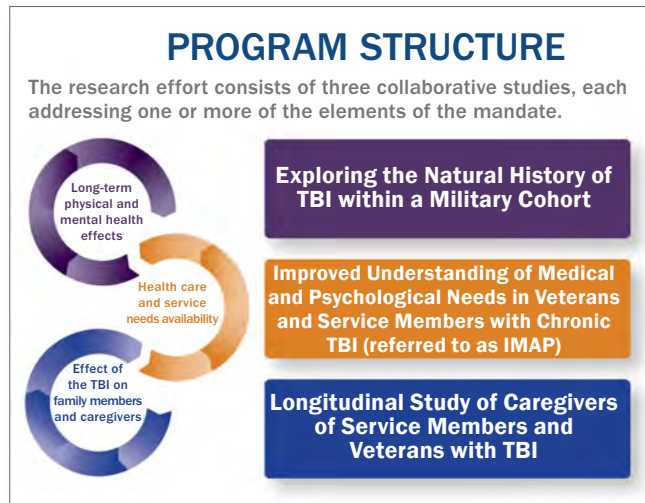 PROGRAM STRUCTURE
The research effort consists of three collaborative studies, each
addressing one or more of the elements of the mandate.
Long-term
physical and
mental health
effects
Exploring the Natural History of
TBI within a Military Cohort
Health care
and service
needs availability
Improved Understanding of Medical
and Psychological Needs in Veterans
and Service Members with Chronic
TBI (referred to as IMAP)
Effect of
the TBI on
family members
and caregivers
Longitudinal Study of Caregivers
of Service Members and
Veterans with TBI